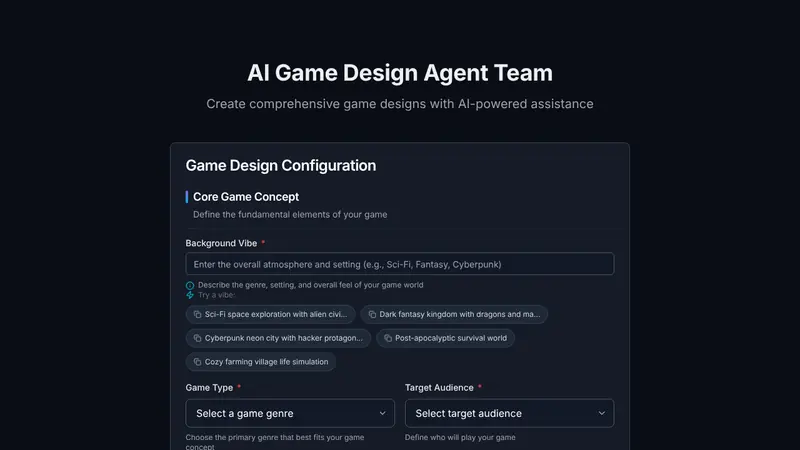 AI Game Design Agent Team
Create comprehensive game designs with AI-powered assistance
Game Design Configuration
Core Game Concept
Define the fundamental elements of your game
Background Vibe *
Enter the overall atmosphere and setting (e.g., Sci-Fi, Fantasy, Cyberpunk)
Describe the genre, setting, and overall feel of your game world
Try a vibe:
Sci-Fi space exploration with alien civi...
Dark fantasy kingdom with dragons and ma...
Cyberpunk neon city with hacker protagon...
Post-apocalyptic survival world
Cozy farming village life simulation
Game Type *
Target Audience *
Select a game genre
Select target audience
Choose the primary genre that best fits your game
concept
Define who will play your game